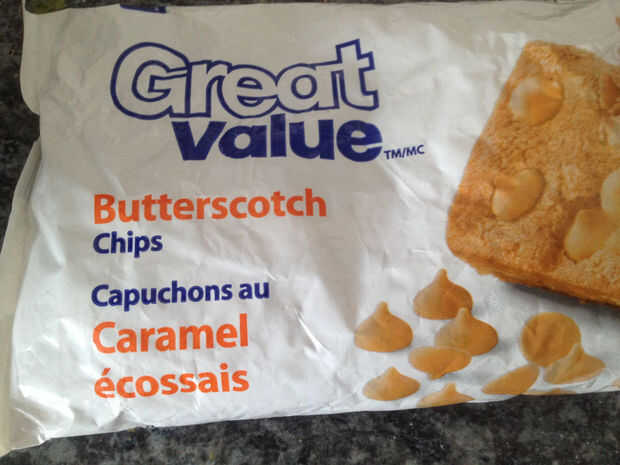 Great
Value TM/MC
Butterscotch
Chips
Capuchons au
Caramel
écossais